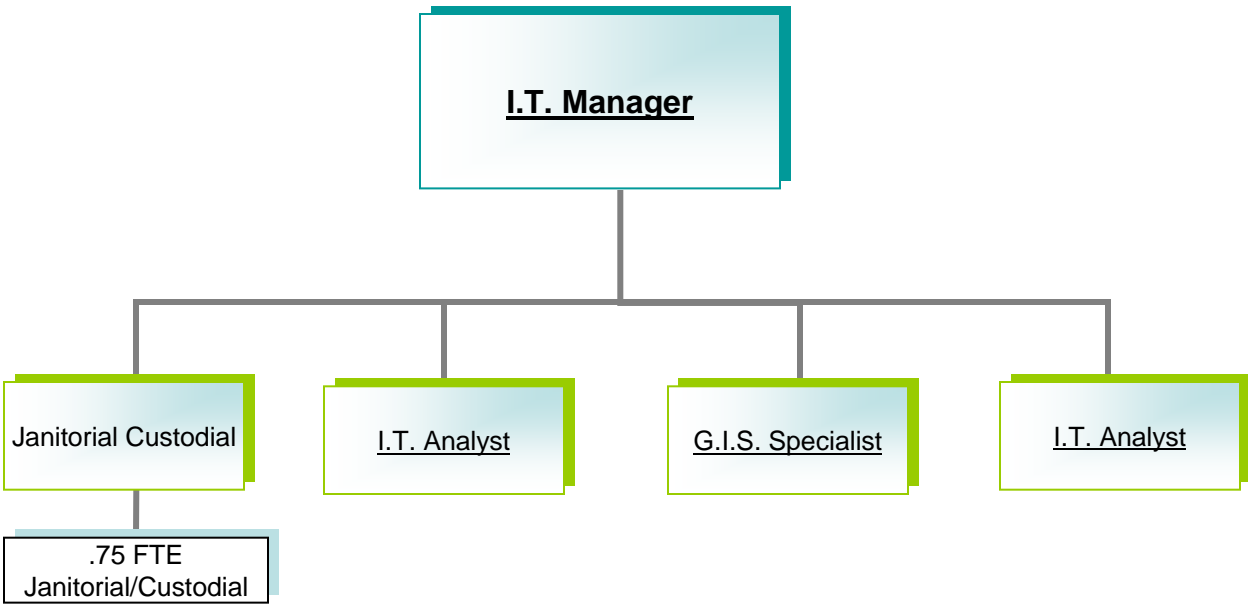 I.T. Manager
Janitorial Custodial
I.T. Analyst
G.I.S. Specialist
I.T. Analyst
.75 FTE
Janitorial/Custodial